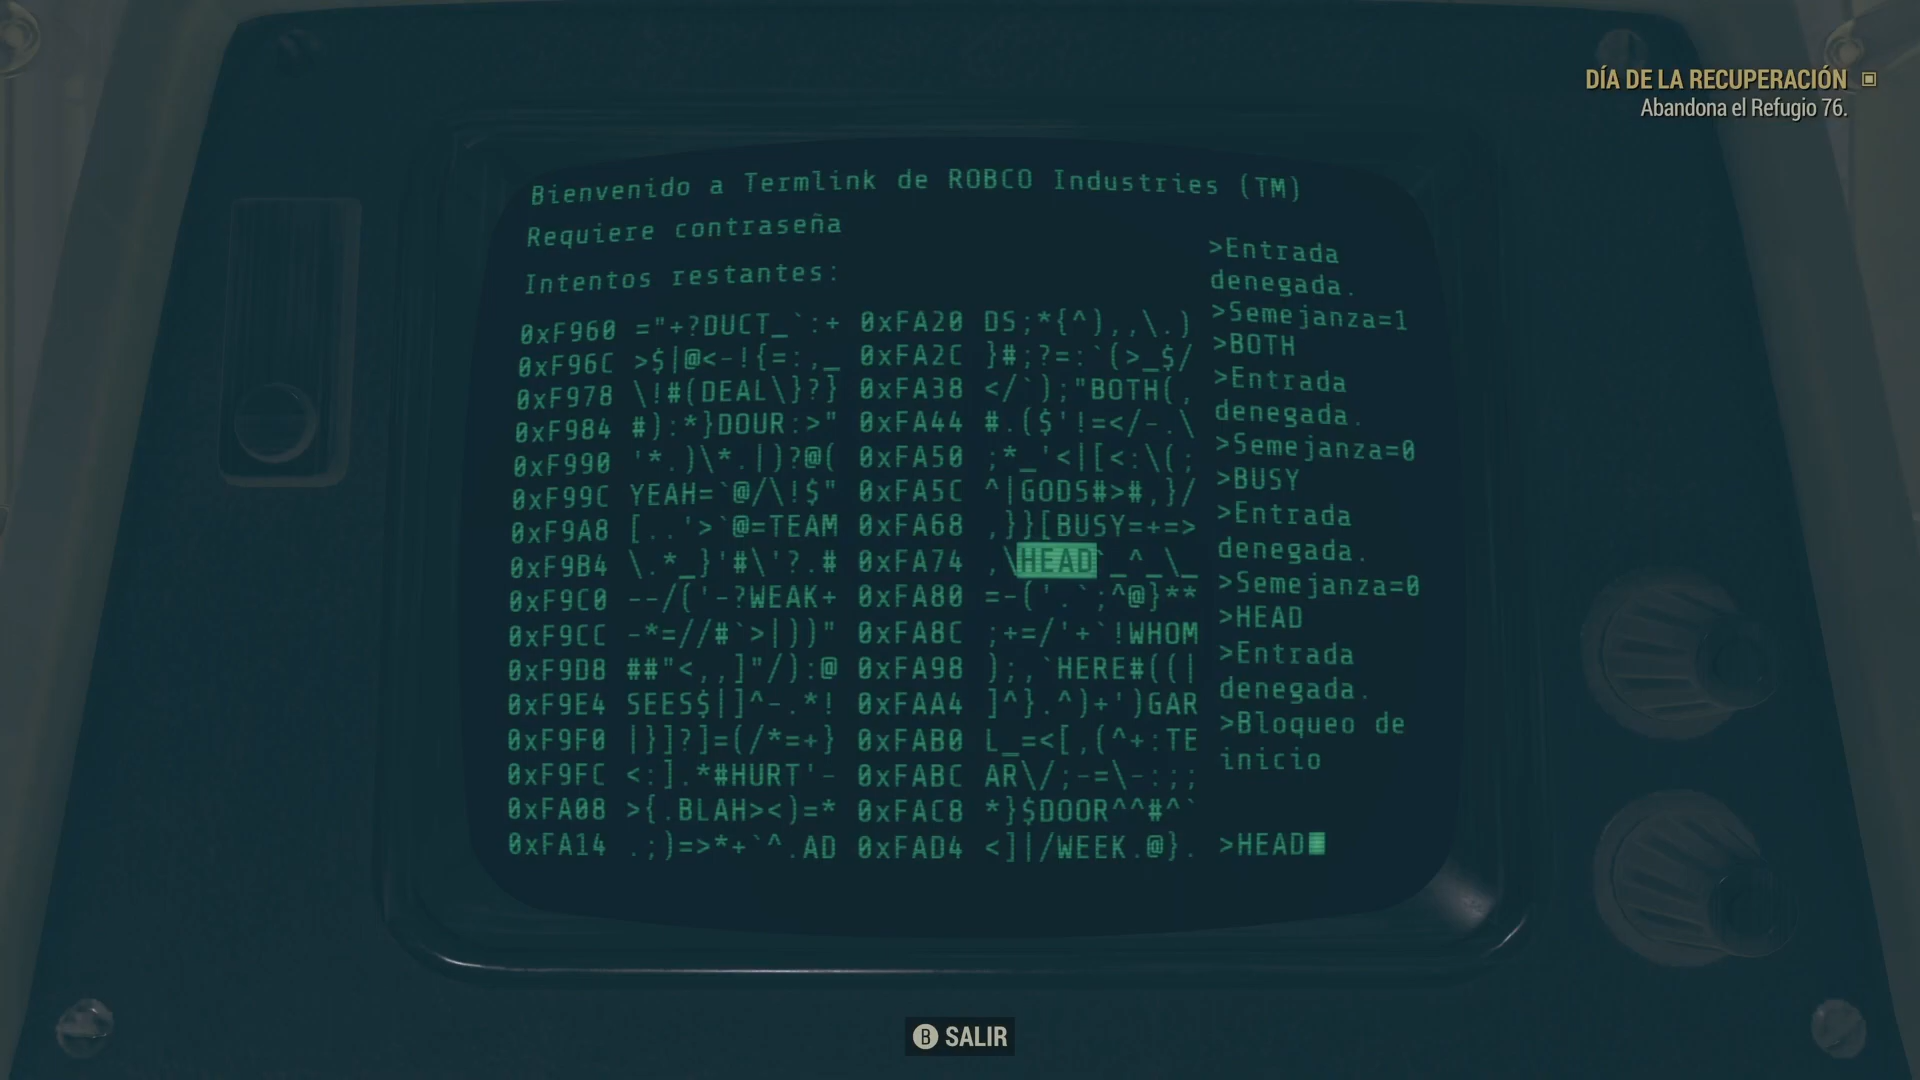 DÍA DE LA RECUPERACIÓN
Abandona el Refugio 76.
Bienvenido a Termlink de ROBCO Industries (TM)
Requiere contraseña
Intentos restantes:
0xF960 ="+?DUCT_`:+ 0xFA20 DS;*{^),,\.)
0xF96C >$|@<-!{=:,_ 0xFA2C }#;?=:`(>_$/
0xF978 \!#(DEAL\}?} 0xFA38 </`);"BOTH(,
0xF984 #):*}DOUR:>" 0xFA44 #.($'!=</-.\
0xF990 '*.)\*.|)?@( 0xFA50 ;*_'<|[<:\(;
0xF99C YEAH=`@/\!$" 0xFA5C ^|GODS#>#,}/
0xF9A8 [..'>`@=TEAM 0xFA68 ,}}[BUSY=+=>
0xF9B4 \.*_}'#\'?.# 0xFA74 ,\HEAD`_^_\_
0xF9C0 --/('-?WEAK+ 0xFA80 =-('.`;^@}**
0xF9CC -*=//#`>|))" 0xFA8C ;+=/'+`!WHOM
0xF9D8 ##"<,,]"/):@ 0xFA98 );,`HERE#((|
0xF9E4 SEES$|]^-.*! 0xFAA4 ]^}.^)+')GAR
0xF9F0 |}]?]=(/*=+} 0xFAB0 L_=<[,(^+:TE
0xF9FC <:].*#HURT'- 0xFABC AR\/;-=\-:;;
0xFA08 >{.BLAH><)=* 0xFAC8 *}$DOOR^^#^`
0xFA14 .;)=>*+`^.AD 0xFAD4 <]|/WEEK.@}.
>Entrada
denegada.
>Semejanza=1
>BOTH
>Entrada
denegada.
>Semejanza=0
>BUSY
>Entrada
denegada.
>Semejanza=0
>HEAD
>Entrada
denegada.
>Bloqueo de
inicio
>HEAD
B SALIR